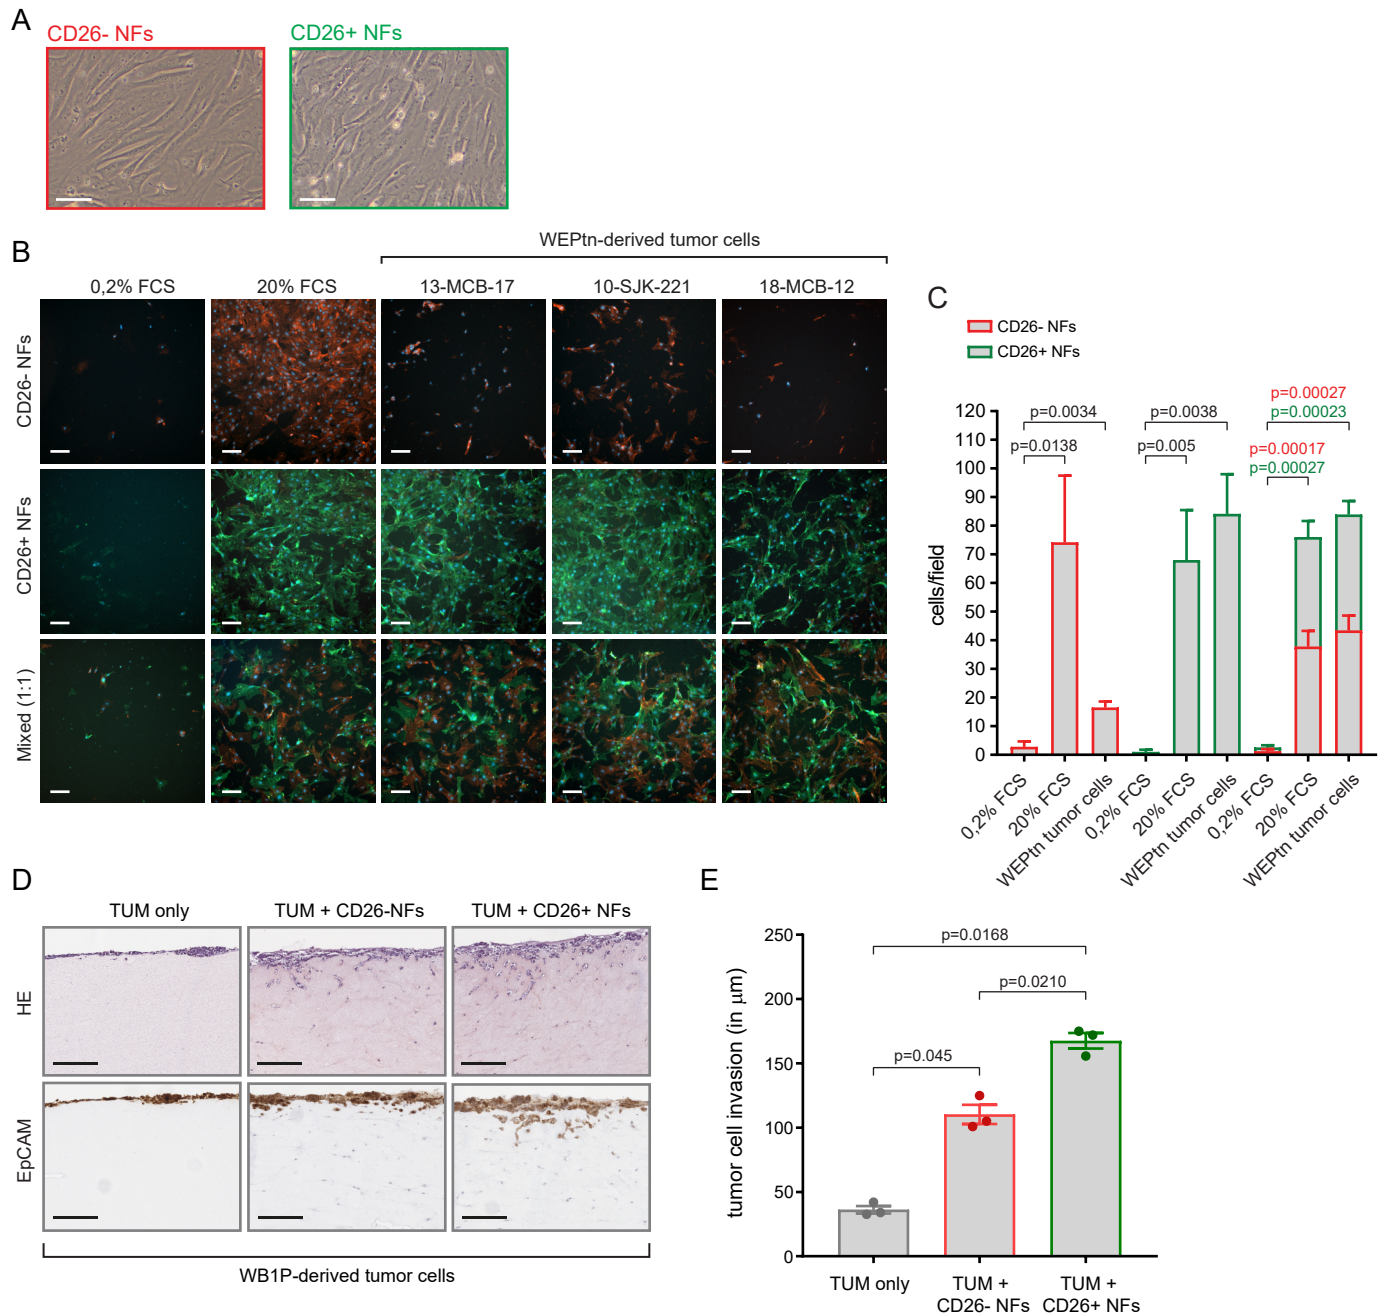 A
CD26- NFs
CD26+ NFs
B
WEPtn-derived tumor cells
0,2% FCS
20% FCS
13-MCB-17
10-SJK-221
18-MCB-12
CD26- NFs
CD26+ NFs
Mixed (1:1)
C
CD26- NFs
CD26+ NFs
p=0.00027
p=0.00023
p=0.0034
p=0.0038
p=0.0138
p=0.005
p=0.00017
p=0.00027
cells/field
120
110
100
90
80
70
60
50
40
30
20
10
0
0,2% FCS
20% FCS
WEPtn tumor cells
0,2% FCS
20% FCS
WEPtn tumor cells
0,2% FCS
20% FCS
WEPtn tumor cells
D
TUM only
TUM + CD26-NFs
TUM + CD26+ NFs
HE
EpCAM
WB1P-derived tumor cells
E
tumor cell invasion (in µm)
250
200
150
100
50
0
p=0.0168
p=0.0210
p=0.045
TUM only
TUM +
CD26- NFs
TUM +
CD26+ NFs